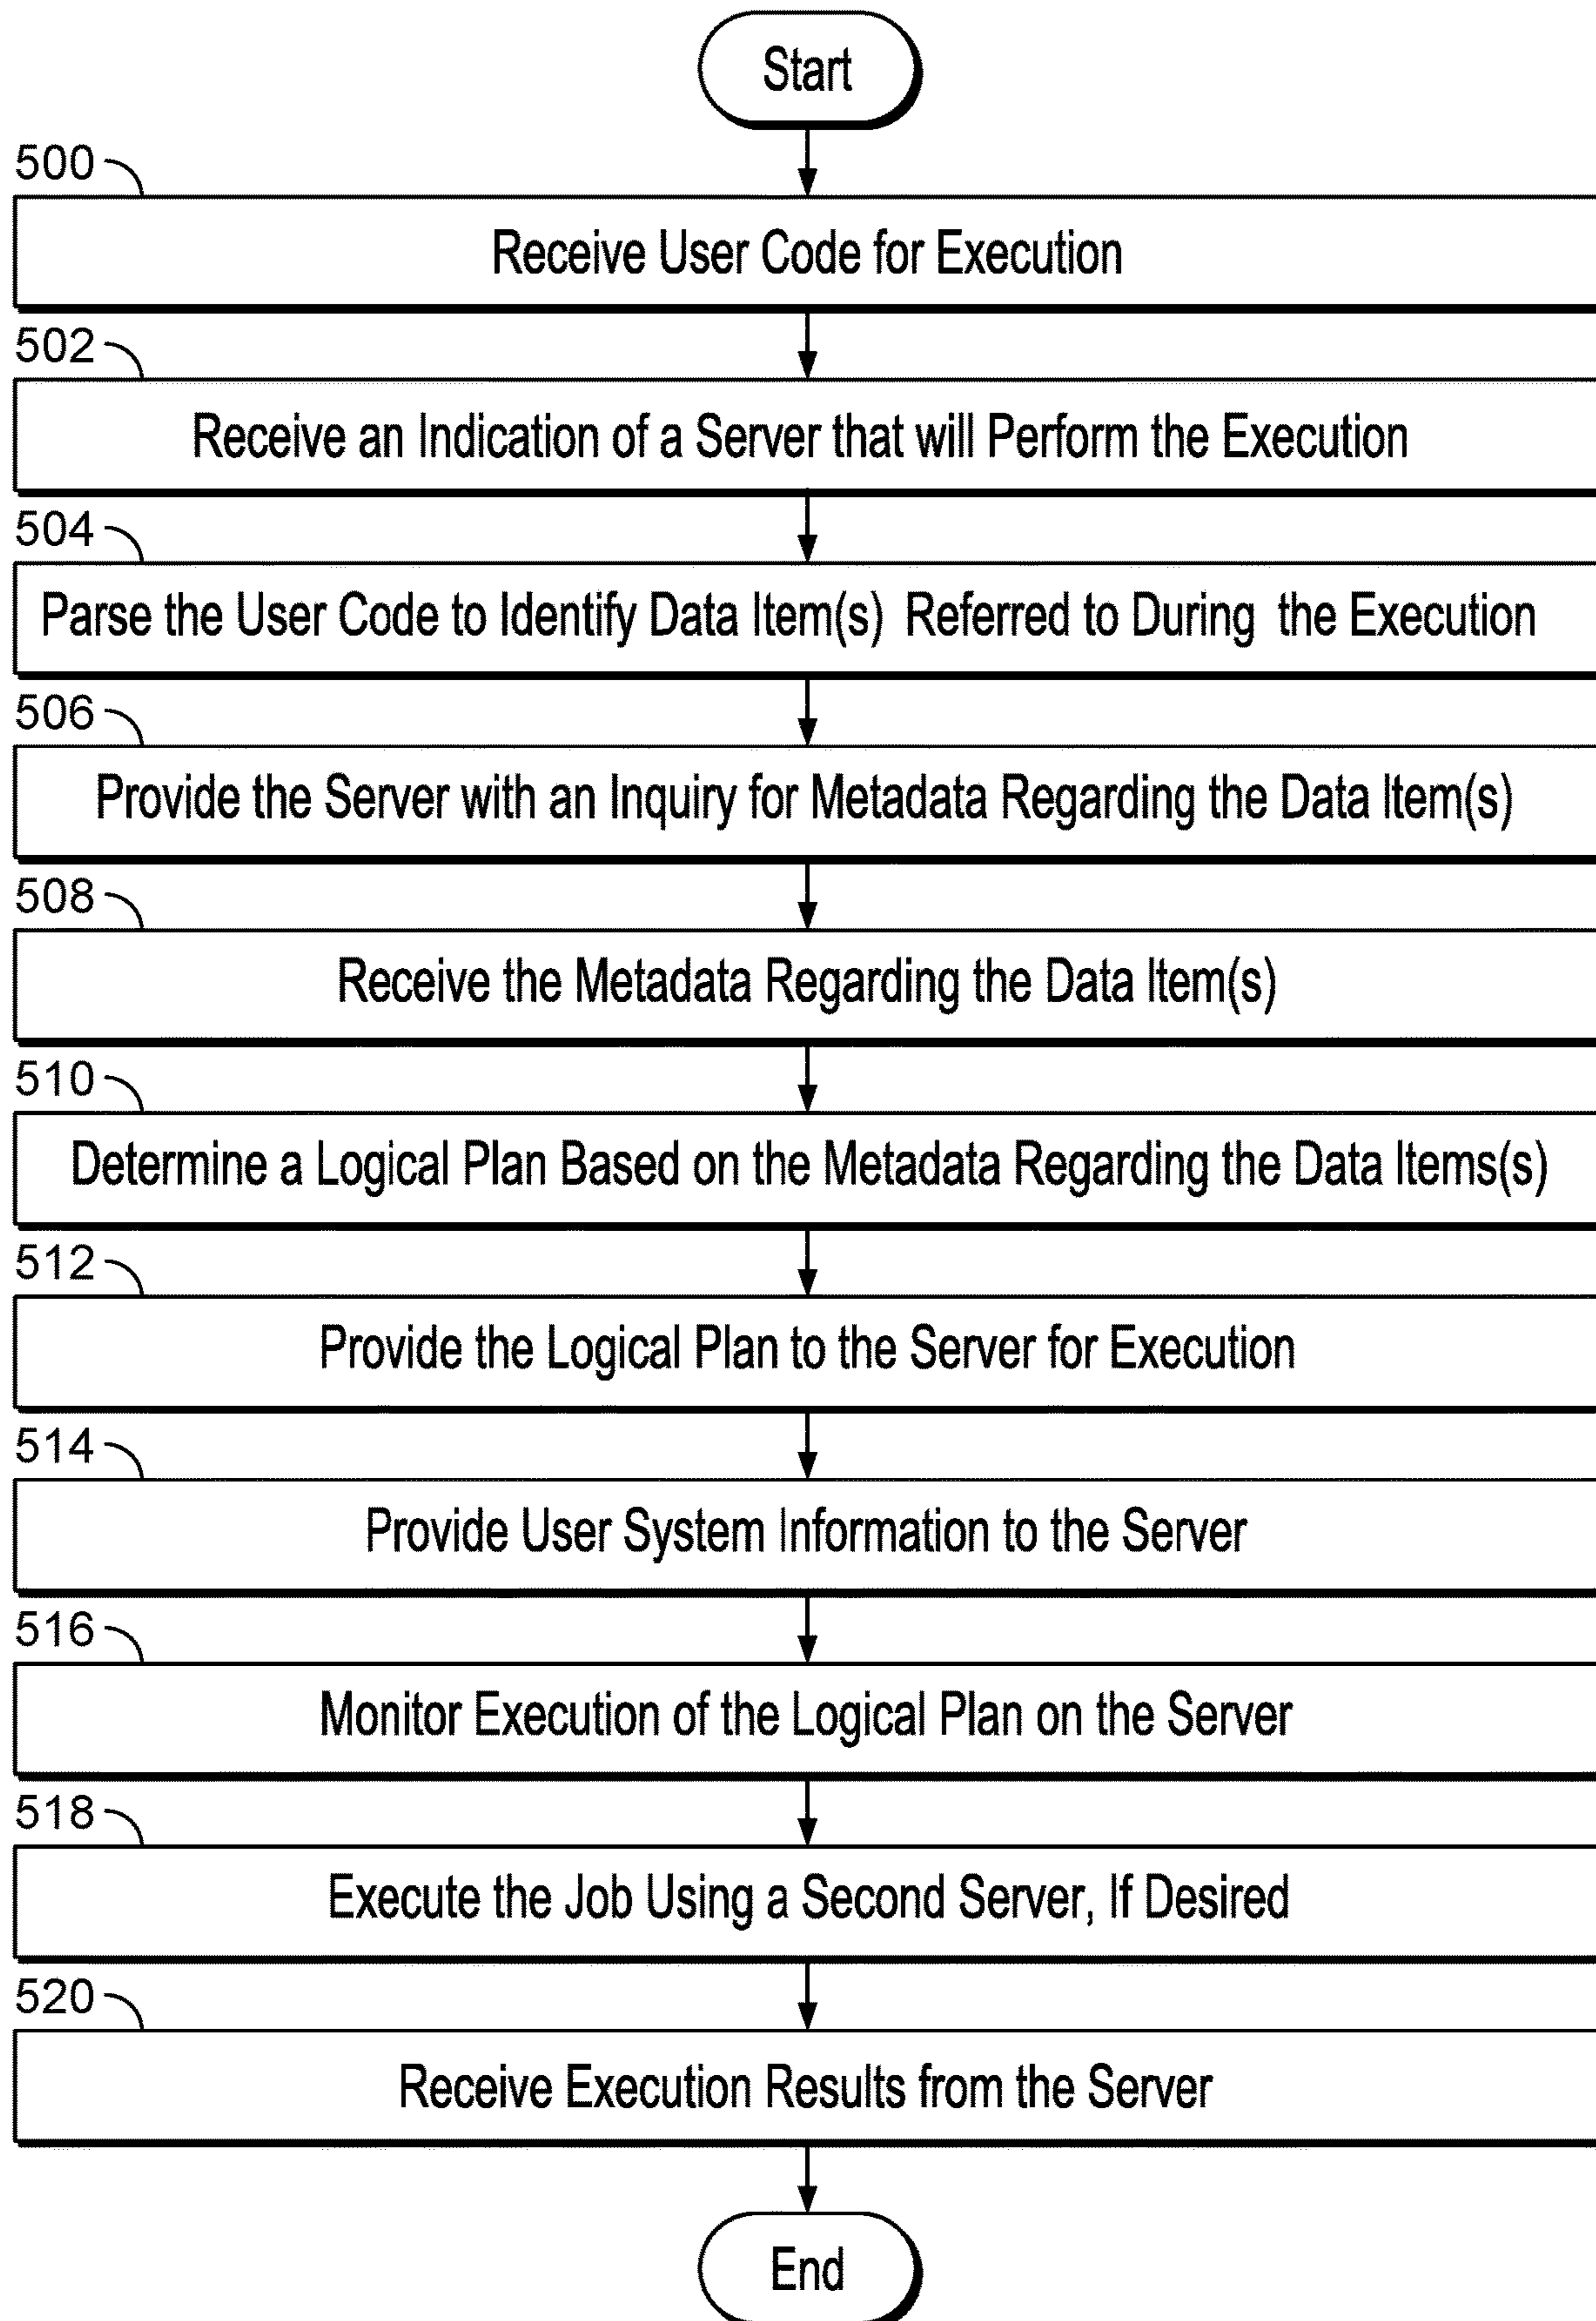 Start
500
Receive User Code for Execution
502
Receive an Indication of a Server that will Perform the Execution
504
Parse the User Code to Identify Data Item(s) Referred to During the Execution
506
Provide the Server with an Inquiry for Metadata Regarding the Data Item(s)
508
Receive the Metadata Regarding the Data Item(s)
510
Determine a Logical Plan Based on the Metadata Regarding the Data Items(s)
512
Provide the Logical Plan to the Server for Execution
514
Provide User System Information to the Server
516
Monitor Execution of the Logical Plan on the Server
518
Execute the Job Using a Second Server, If Desired
520
Receive Execution Results from the Server
End